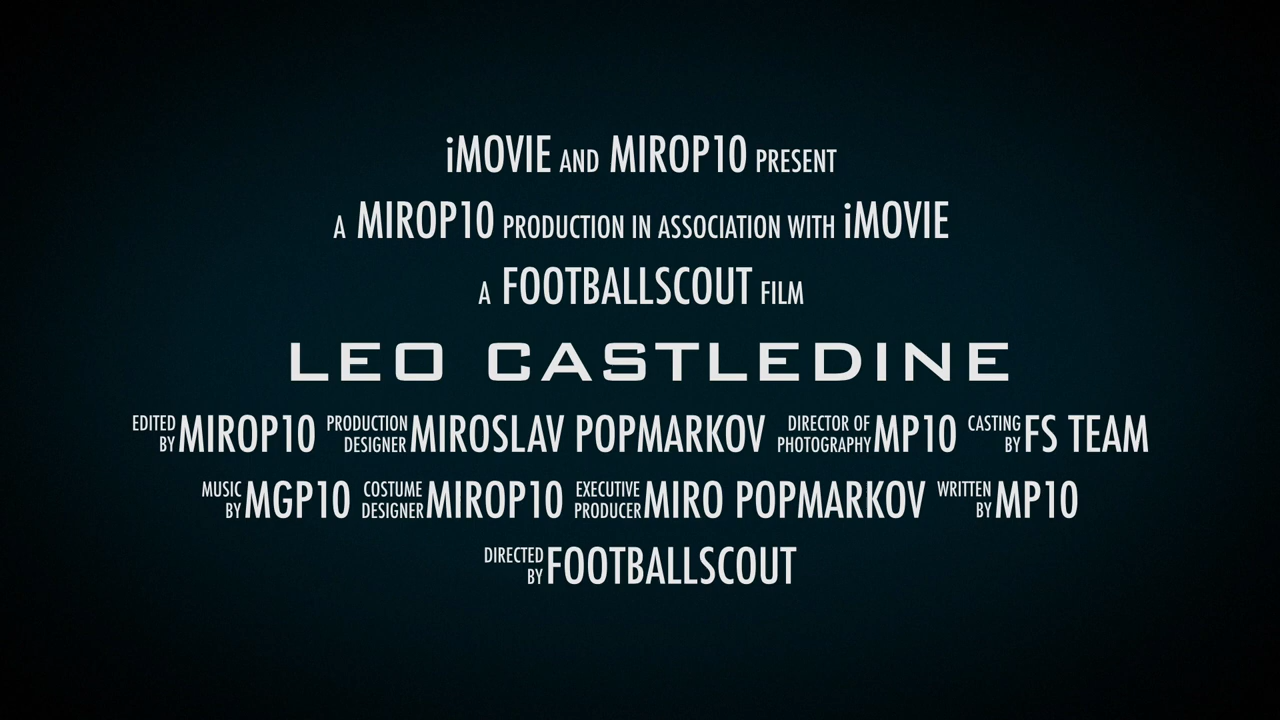 iMOVIE AND MIROP10 PRESENT
A MIROP10 PRODUCTION IN ASSOCIATION WITH iMOVIE
A FOOTBALLSCOUT FILM
LEO CASTLEDINE
EDITED BY MIROP10 PRODUCTION DESIGNER MIROSLAV POPMARKOV DIRECTOR OF PHOTOGRAPHY MP10 CASTING BY FS TEAM
MUSIC BY MGP10 COSTUME DESIGNER MIROP10 EXECUTIVE PRODUCER MIRO POPMARKOV WRITTEN BY MP10
DIRECTED BY FOOTBALLSCOUT